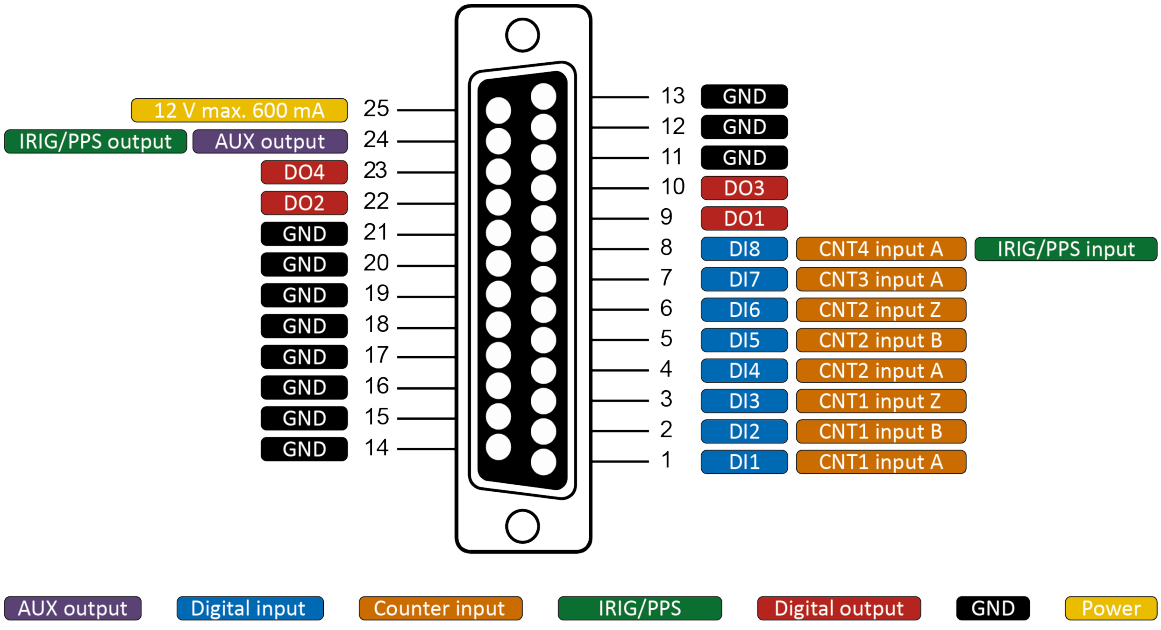 12 V max. 600 mA 25
IRIG/PPS output AUX output 24
DO4 23
DO2 22
GND 21
GND 20
GND 19
GND 18
GND 17
GND 16
GND 15
GND 14
13 GND
12 GND
11 GND
10 DO3
9 DO1
8 DI8 CNT4 input A IRIG/PPS input
7 DI7 CNT3 input A
6 DI6 CNT2 input Z
5 DI5 CNT2 input B
4 DI4 CNT2 input A
3 DI3 CNT1 input Z
2 DI2 CNT1 input B
1 DI1 CNT1 input A
AUX output Digital input Counter input IRIG/PPS Digital output GND Power